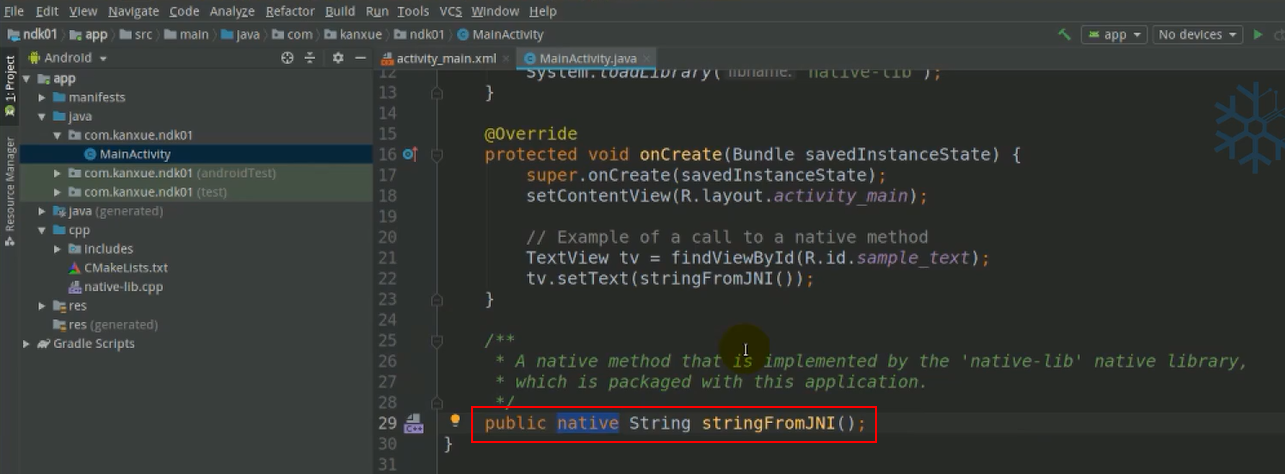 File Edit View Navigate Code Analyze Refactor Build Run Tools VCS Window Help
ndk01 app src main java com kanxue ndk01 MainActivity app No devices
Android activity_main.xml MainActivity.java
1: Project
Resource Manager
app
manifests
java
com.kanxue.ndk01
MainActivity
com.kanxue.ndk01 (androidTest)
com.kanxue.ndk01 (test)
java (generated)
cpp
includes
CMakeLists.txt
native-lib.cpp
res
res (generated)
Gradle Scripts
12 System.loadLibrary( libname: "native-lib");
13 }
14
15 @Override
16 protected void onCreate(Bundle savedInstanceState) {
17 super.onCreate(savedInstanceState);
18 setContentView(R.layout.activity_main);
19
20 // Example of a call to a native method
21 TextView tv = findViewById(R.id.sample_text);
22 tv.setText(stringFromJNI());
23 }
24
25 /**
26 * A native method that is implemented by the 'native-lib' native library,
27 * which is packaged with this application.
28 */
29 public native String stringFromJNI();
30 }
31
C++